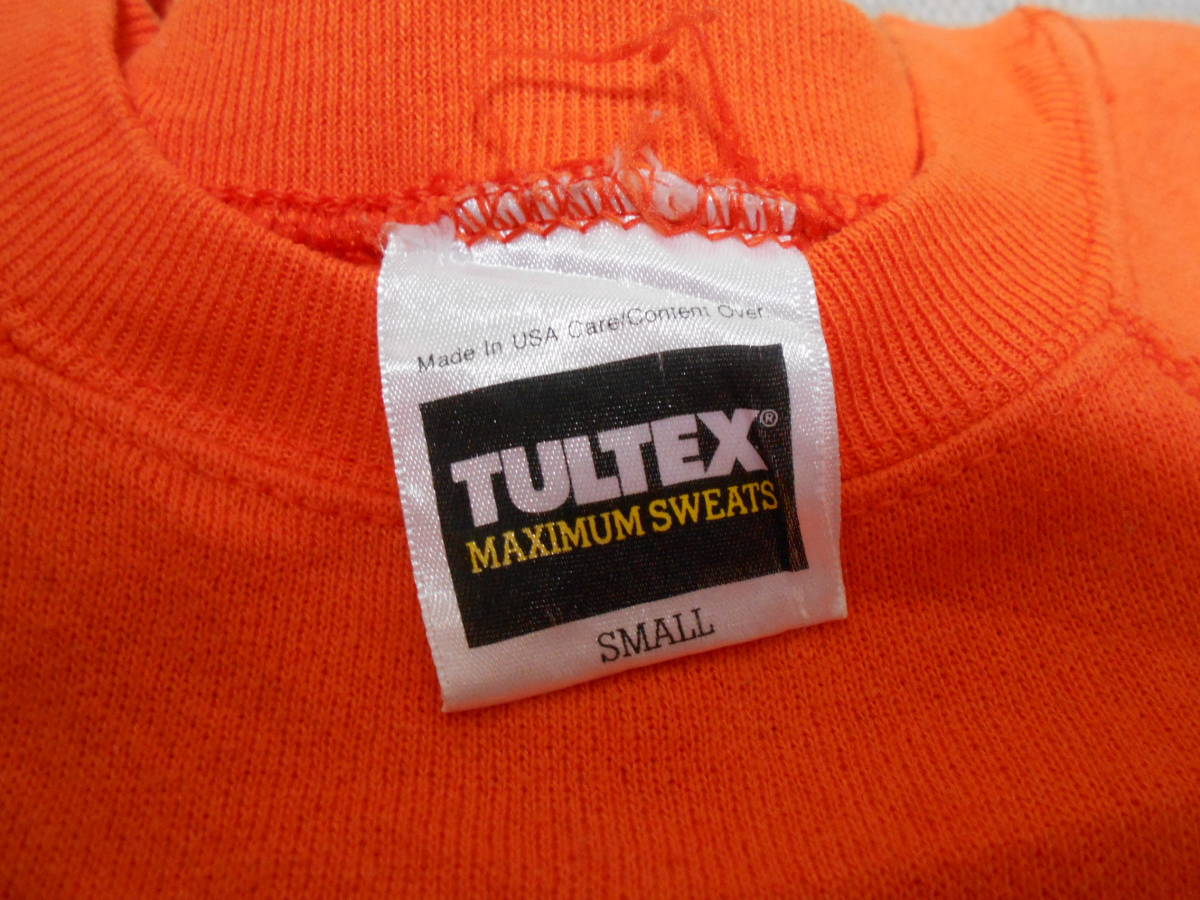 Made In USA Care/Content Over
TULTEX®
MAXIMUM SWEATS
SMALL